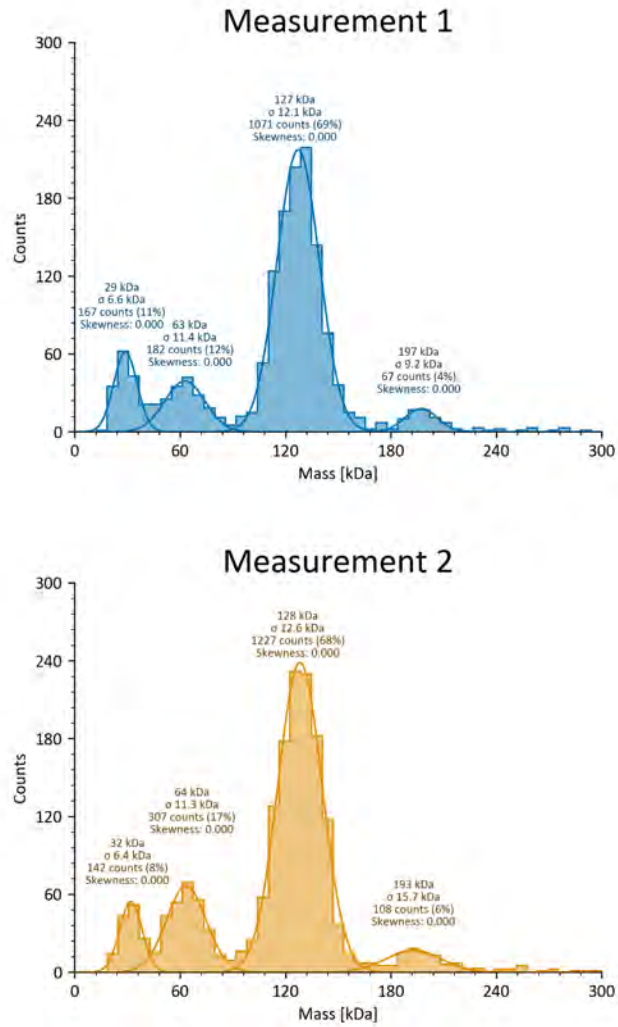 Measurement 1
300
127 kDa
σ 12.1 kDa
1071 counts (69%)
Skewness: 0.000
240
180
Counts
29 kDa
σ 6.6 kDa
167 counts (11%)
Skewness: 0.000
63 kDa
σ 11.4 kDa
182 counts (12%)
Skewness: 0.000
197 kDa
σ 9.2 kDa
67 counts (4%)
Skewness: 0.000
120
60
0
0 60 120 180 240 300
Mass [kDa]
Measurement 2
300
128 kDa
σ 12.6 kDa
1227 counts (68%)
Skewness: 0.000
240
180
Counts
64 kDa
σ 11.3 kDa
307 counts (17%)
Skewness: 0.000
120
32 kDa
σ 6.4 kDa
142 counts (8%)
Skewness: 0.000
193 kDa
σ 15.7 kDa
108 counts (6%)
Skewness: 0.000
60
0
0 60 120 180 240 300
Mass [kDa]